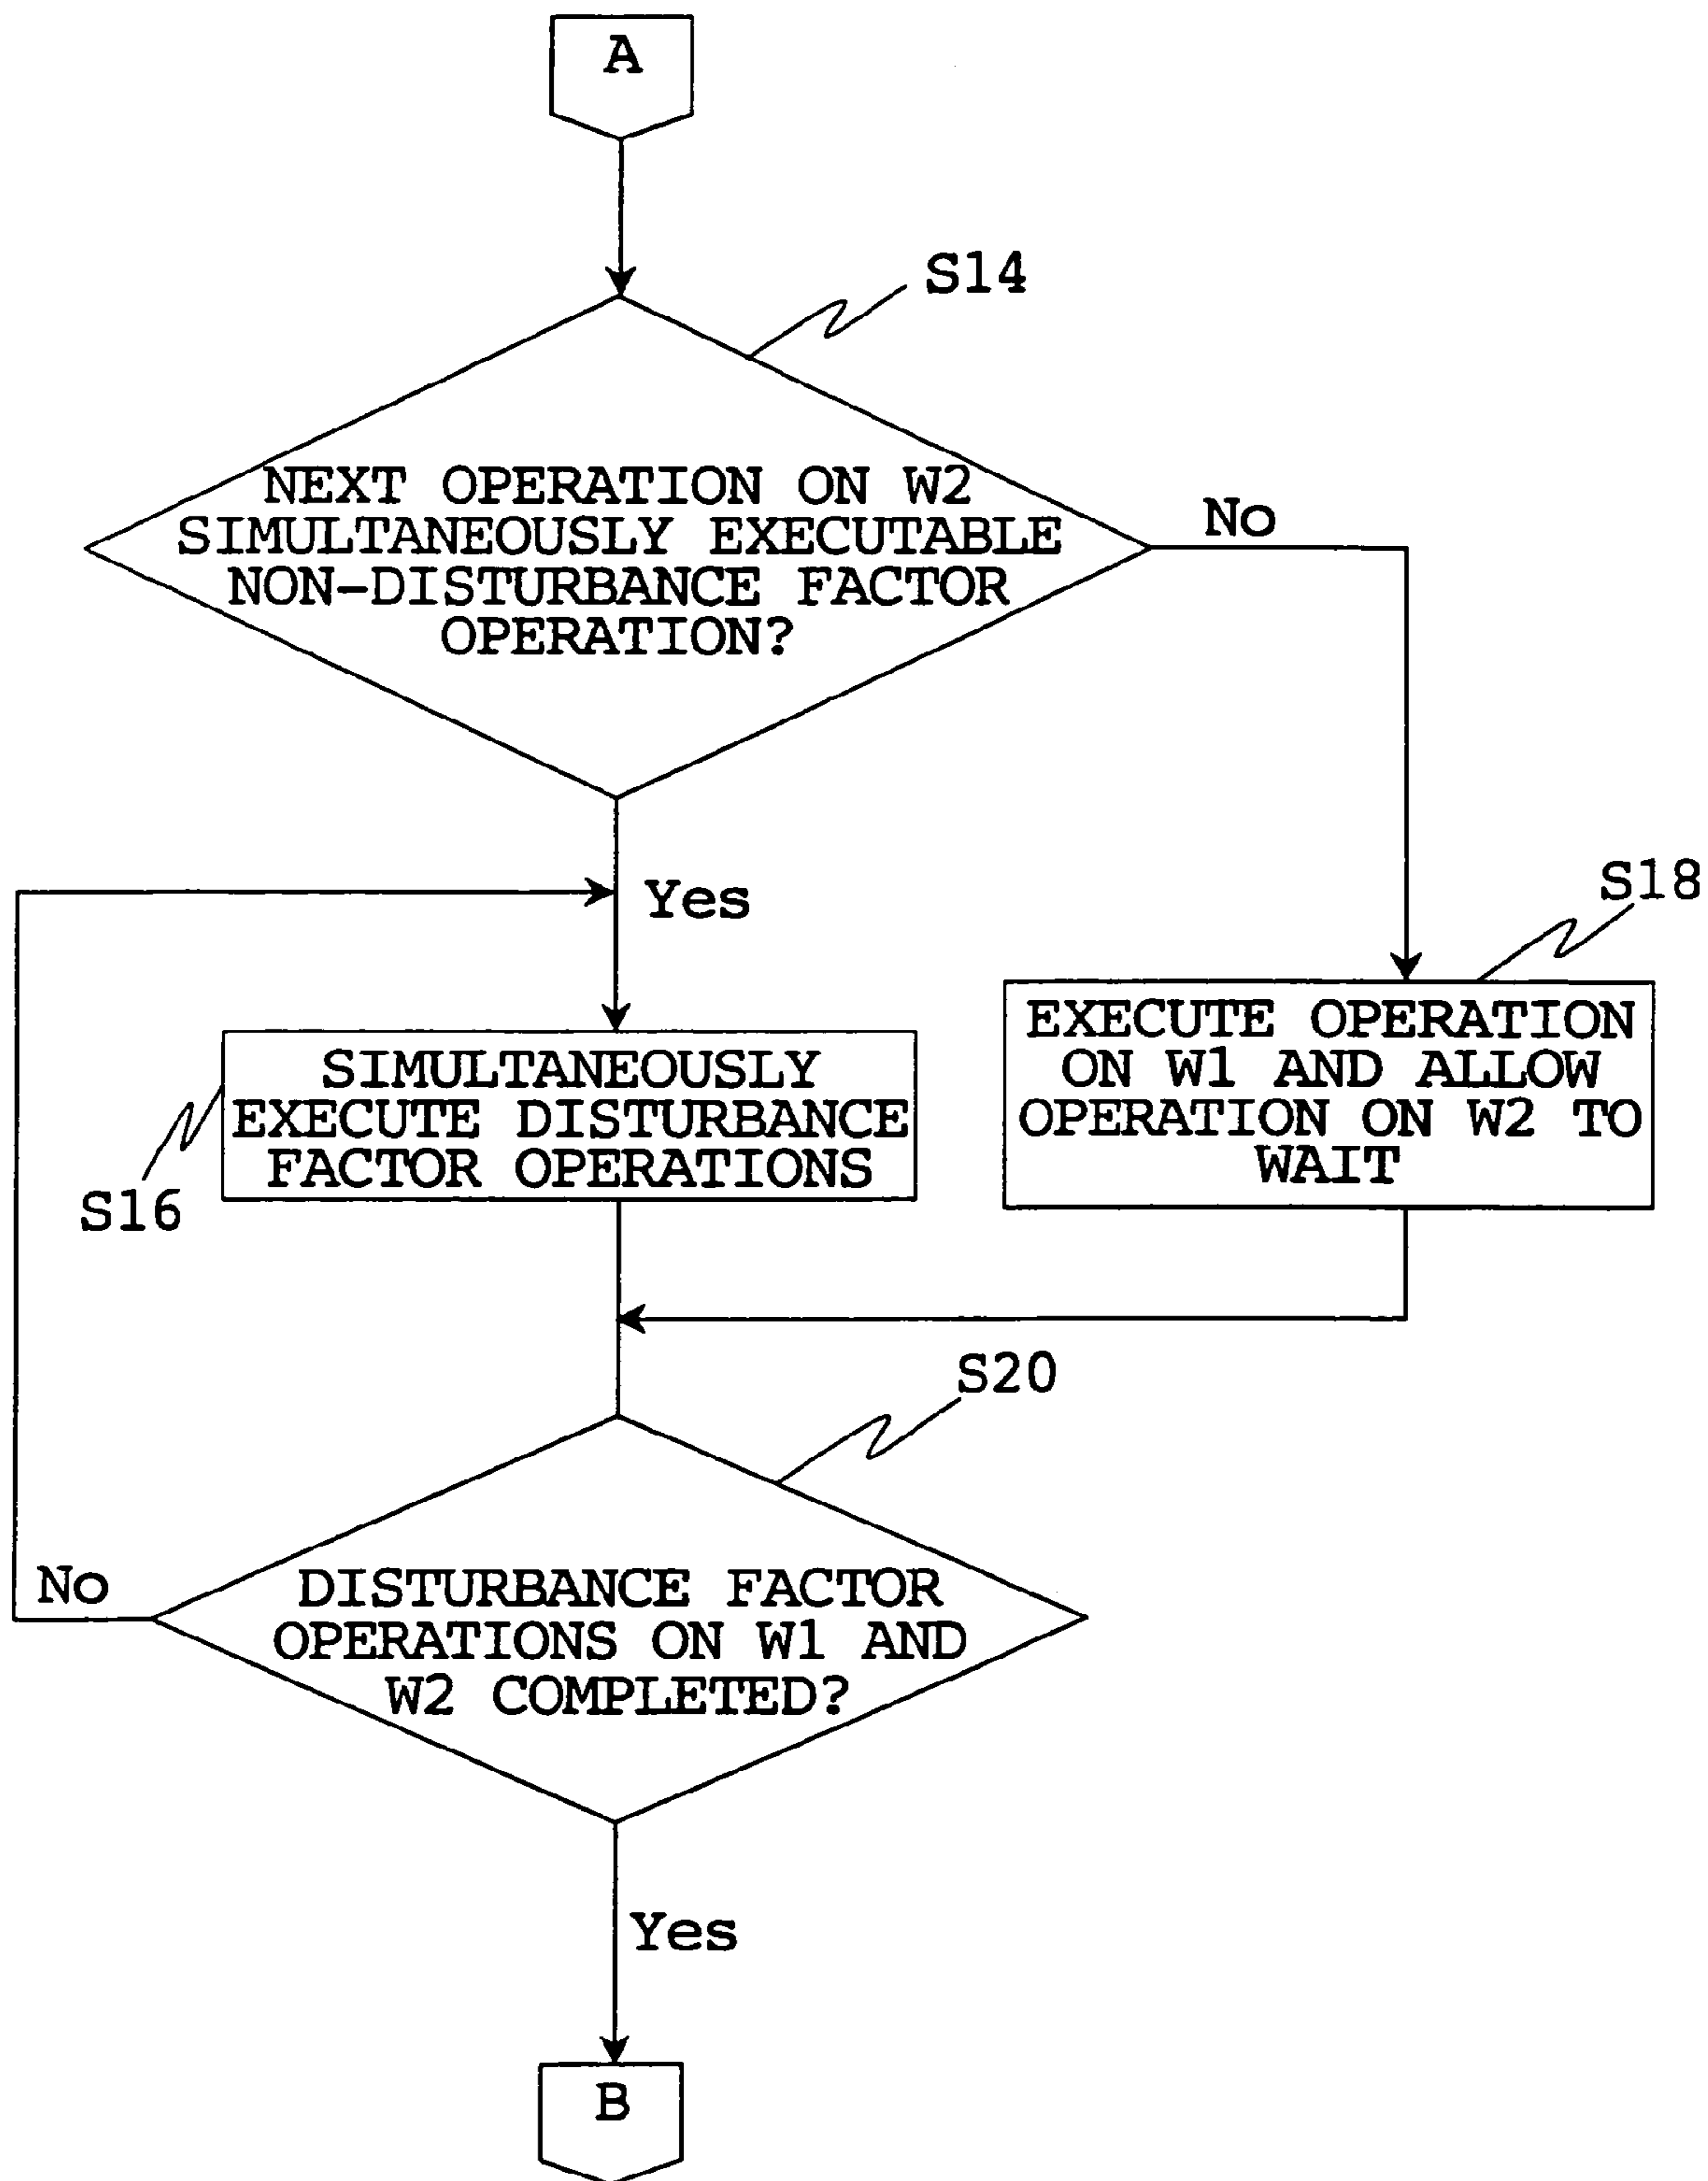 A
S14
NEXT OPERATION ON W2
SIMULTANEOUSLY EXECUTABLE
NON-DISTURBANCE FACTOR
OPERATION?
No
Yes
S18
EXECUTE OPERATION
ON W1 AND ALLOW
OPERATION ON W2 TO
WAIT
SIMULTANEOUSLY
EXECUTE DISTURBANCE
FACTOR OPERATIONS
S16
S20
No
DISTURBANCE FACTOR
OPERATIONS ON W1 AND
W2 COMPLETED?
Yes
B